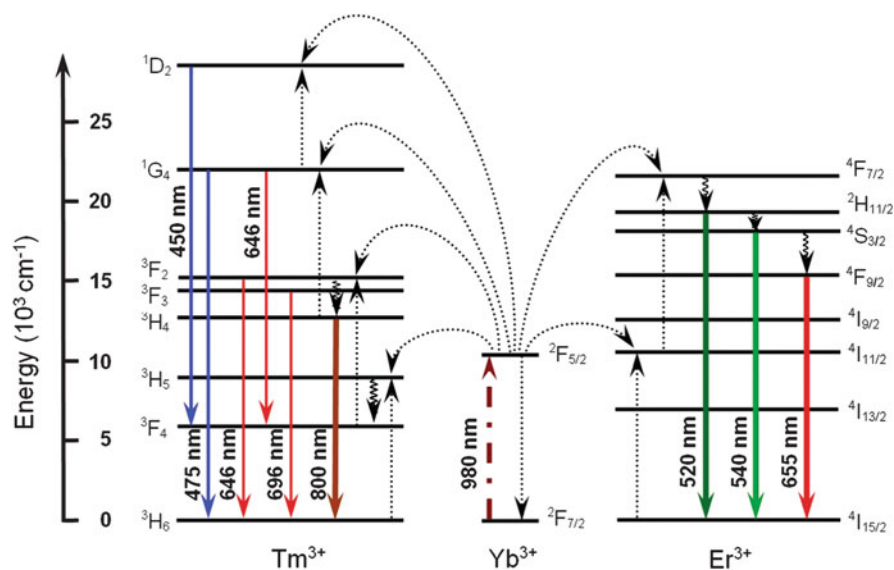 Energy (10³ cm⁻¹)
25
20
15
10
5
0
¹D₂
¹G₄
³F₂
³F₃
³H₄
³H₅
³F₄
³H₆
450 nm
646 nm
475 nm
646 nm
696 nm
800 nm
Tm³⁺
980 nm
²F₅/₂
²F₇/₂
Yb³⁺
520 nm
540 nm
655 nm
⁴F₇/₂
²H₁₁/₂
⁴S₃/₂
⁴F₉/₂
⁴I₉/₂
⁴I₁₁/₂
⁴I₁₃/₂
⁴I₁₅/₂
Er³⁺